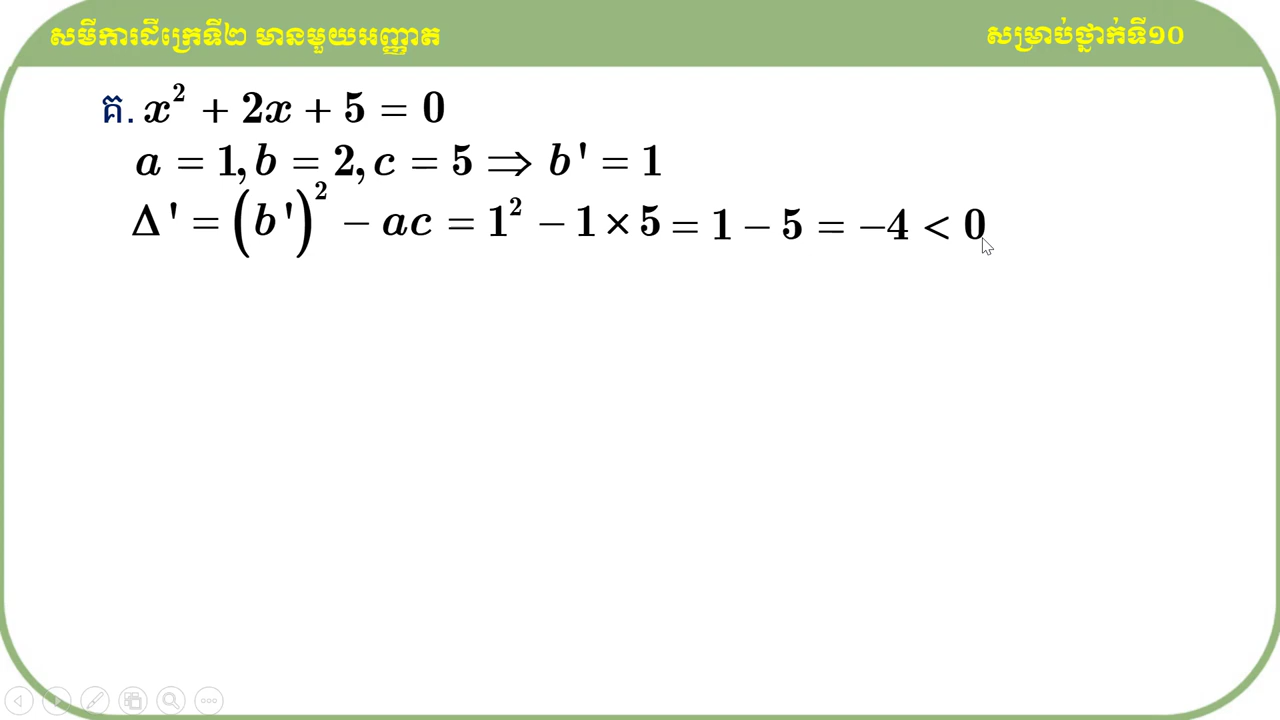 សមីការដឺក្រេទី២ មានមួយអញ្ញាត
សម្រាប់ថ្នាក់ទី១០
គ. x² + 2x + 5 = 0
a = 1, b = 2, c = 5 ⇒ b' = 1
Δ' = (b')² − ac = 1² − 1 × 5 = 1 − 5 = −4 < 0